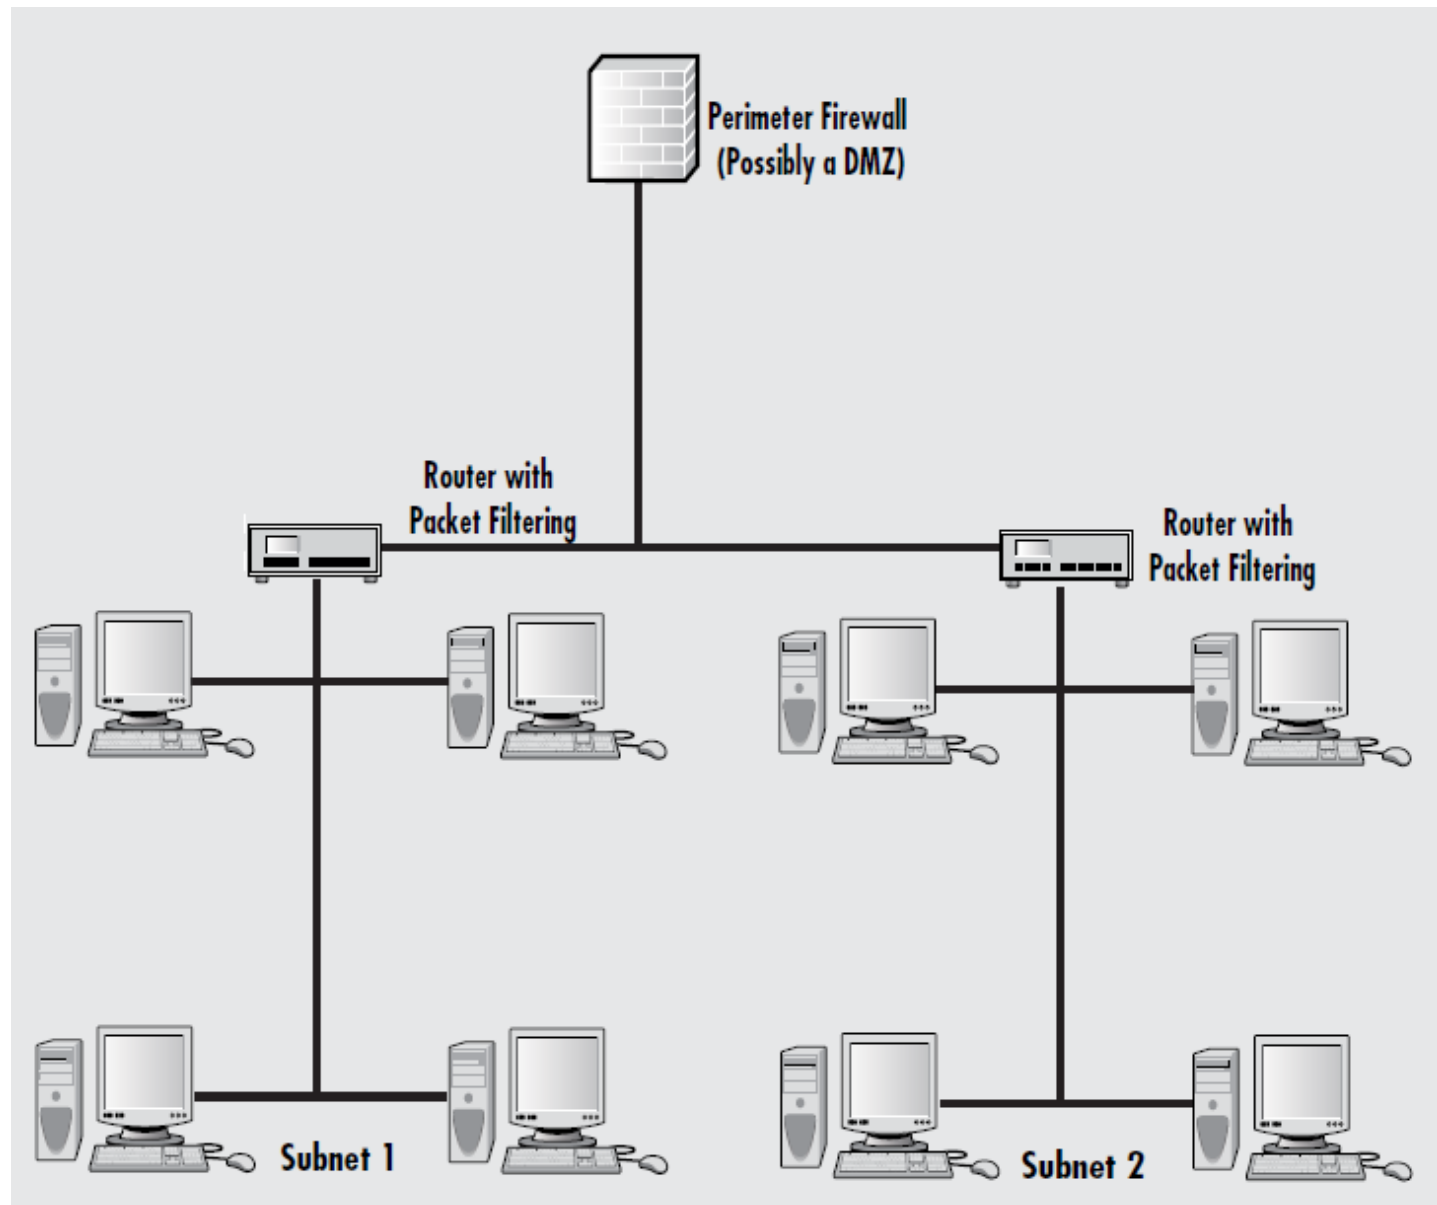 Perimeter Firewall
(Possibly a DMZ)
Router with
Packet Filtering
Router with
Packet Filtering
Subnet 1
Subnet 2